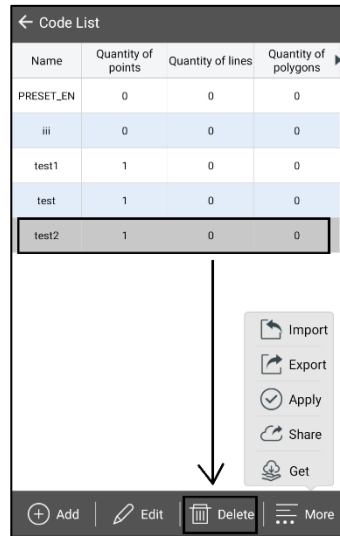 Code List
Name Quantity of points Quantity of lines Quantity of polygons
PRESET_EN 0 0 0
iii 0 0 0
test1 1 0 0
test 1 0 0
test2 1 0 0
Import
Export
Apply
Share
Get
Add Edit Delete More